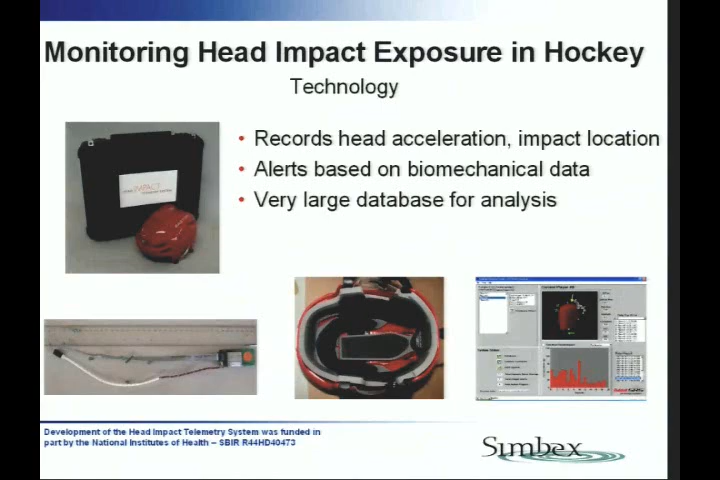 Monitoring Head Impact Exposure in Hockey
Technology
• Records head acceleration, impact location
• Alerts based on biomechanical data
• Very large database for analysis
IMPACT
Development of the Head Impact Telemetry System was funded in
part by the National Institutes of Health – SBIR R44HD40473
Simbex